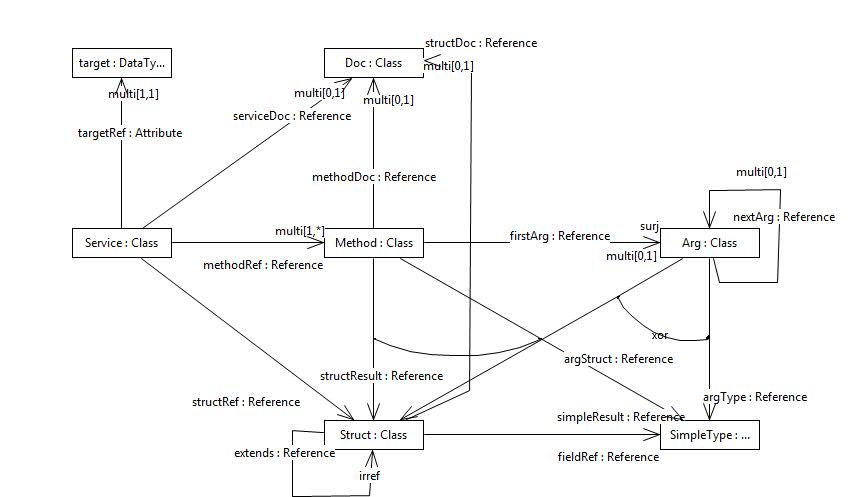 structDoc : Reference
target : DataTy...
Doc : Class
multi[0,1]
multi[1,1]
multi[0,1]
multi[0,1]
serviceDoc : Reference
targetRef : Attribute
multi[0,1]
methodDoc : Reference
nextArg : Reference
multi[1,*]
surj
Service : Class
Method : Class
firstArg : Reference
Arg : Class
multi[0,1]
methodRef : Reference
xor
argStruct : Reference
structResult : Reference
structRef : Reference
argType : Reference
simpleResult : Reference
Struct : Class
SimpleType : ...
extends : Reference
fieldRef : Reference
irref